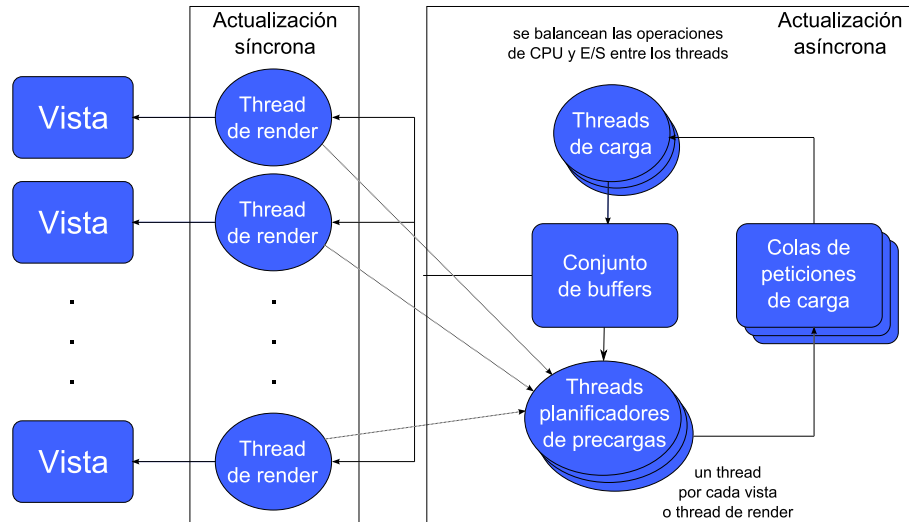 Actualización
síncrona
se balancean las operaciones
de CPU y E/S entre los threads
Actualización
asíncrona
Vista
Thread
de render
Threads
de carga
Vista
Thread
de render
Conjunto
de buffers
Colas de
peticiones
de carga
Vista
Thread
de render
Threads
planificadores
de precargas
un thread
por cada vista
o thread de render